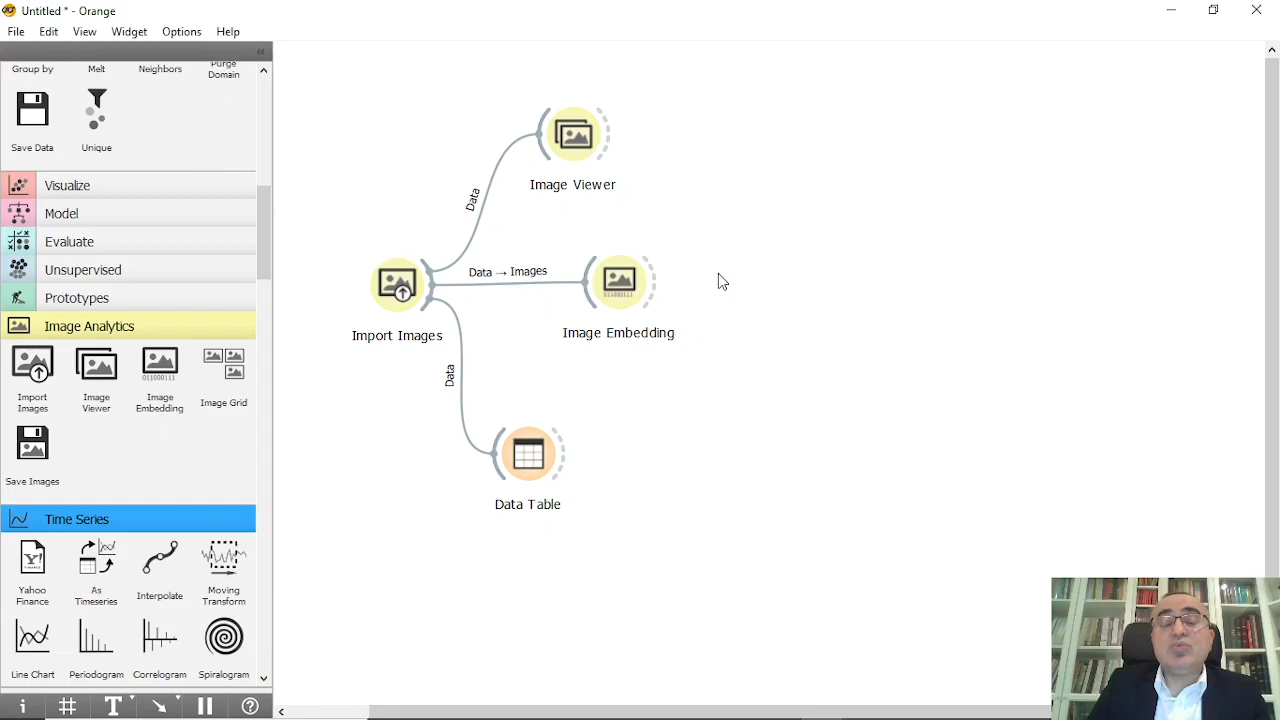 Untitled * - Orange
File Edit View Widget Options Help
Group by Melt Neighbors Purge Domain
Save Data Unique
Visualize
Model
Evaluate
Unsupervised
Prototypes
Image Analytics
Import Images Image Viewer Image Embedding Image Grid
Save Images
Time Series
Yahoo Finance As Timeseries Interpolate Moving Transform
Line Chart Periodogram Correlogram Spiralogram
Image Viewer
Data
Data → Images
Import Images
Image Embedding
Data
Data Table